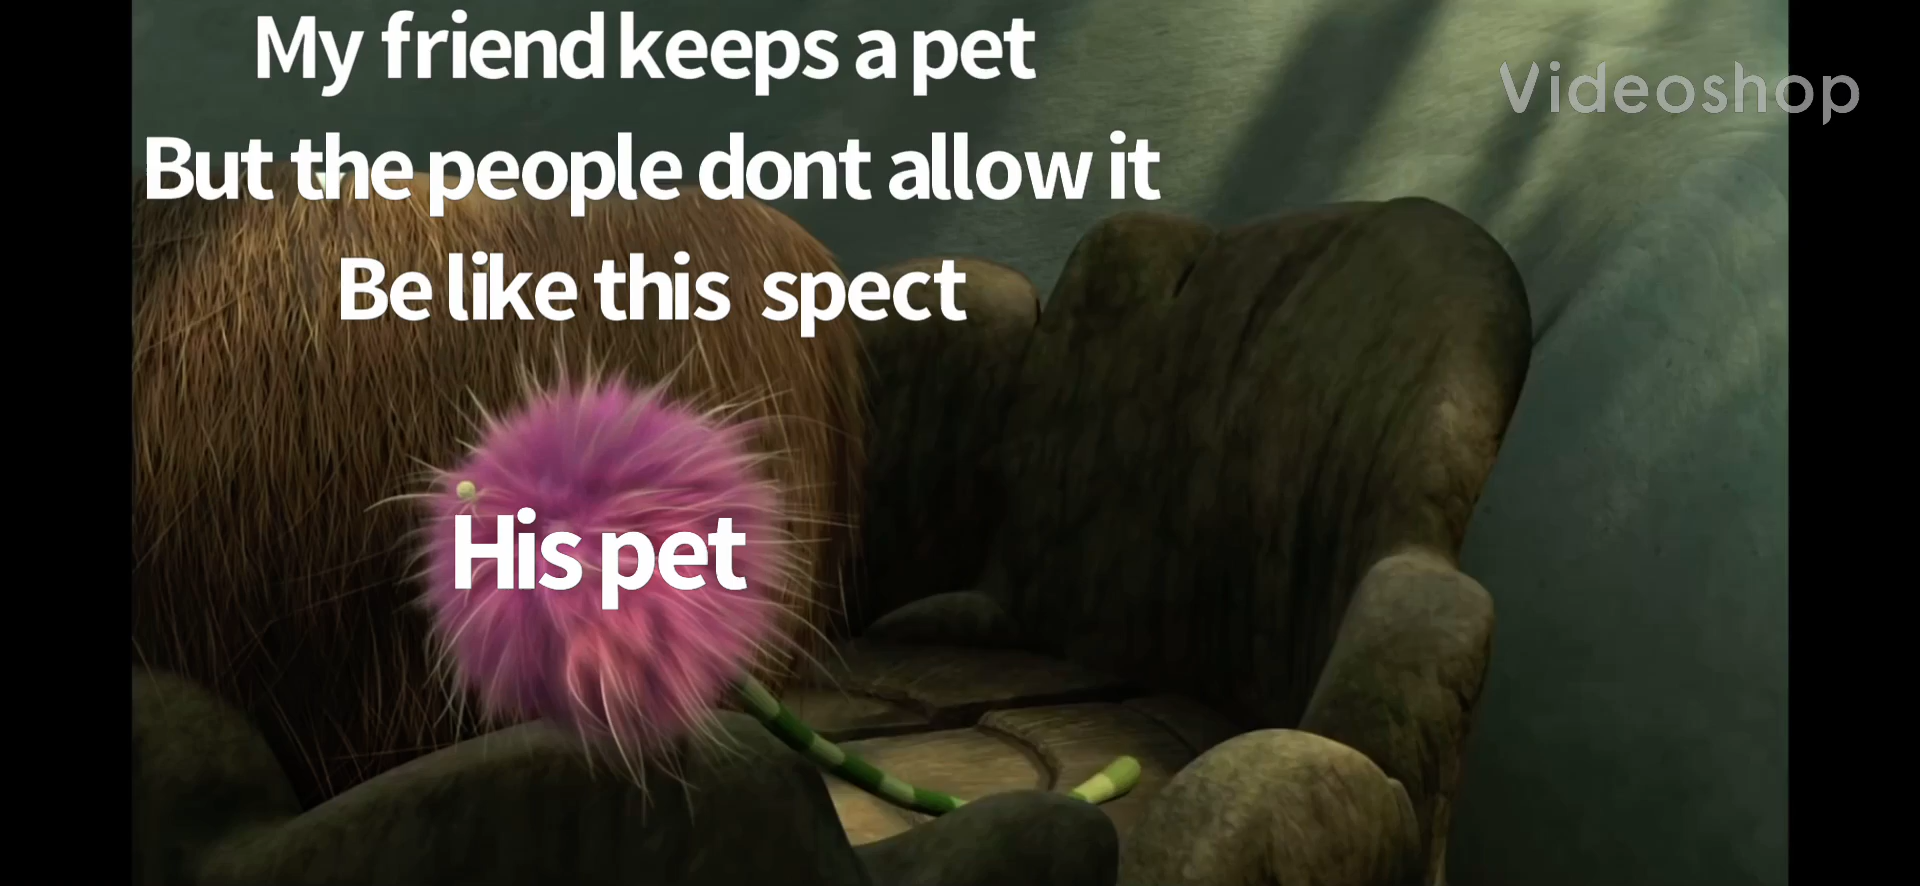 My friend keeps a pet
Videoshop
But the people dont allow it
Be like this spect
His pet